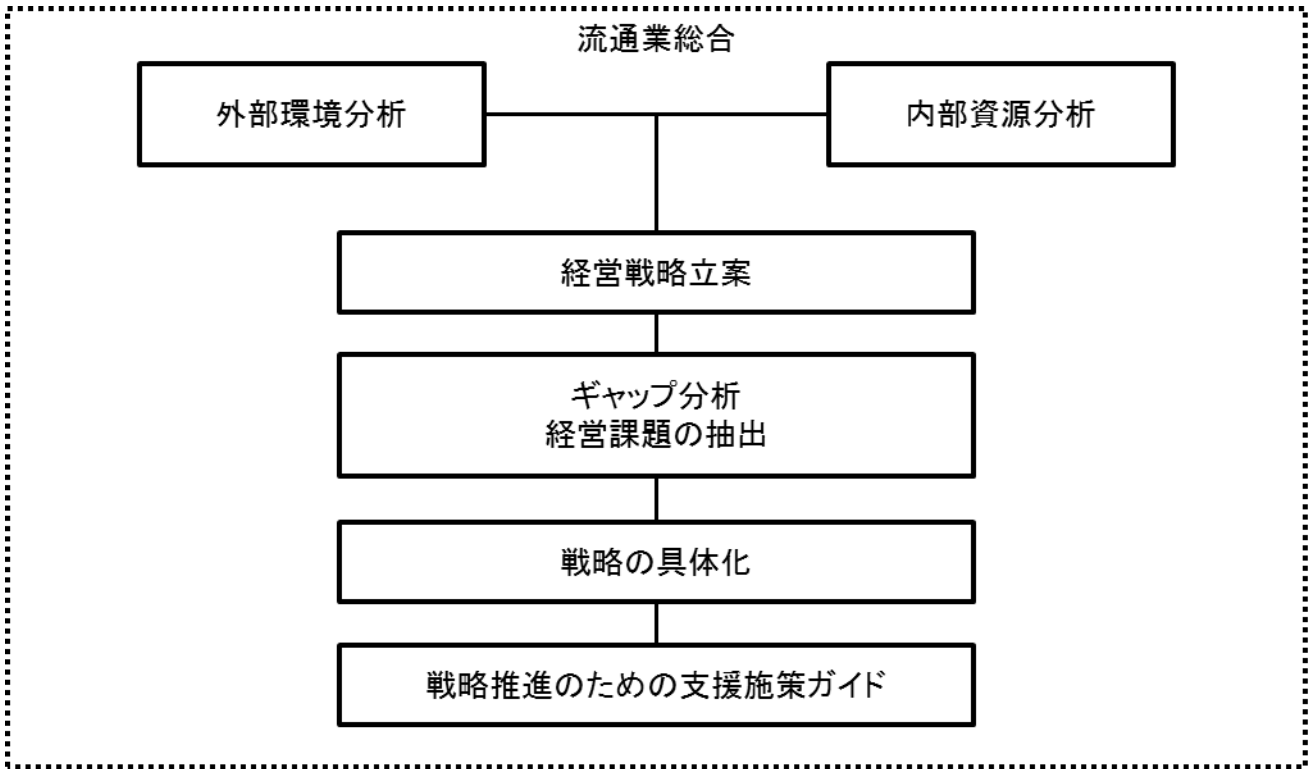 流通業総合
外部環境分析
内部資源分析
経営戦略立案
ギャップ分析
経営課題の抽出
戦略の具体化
戦略推進のための支援施策ガイド